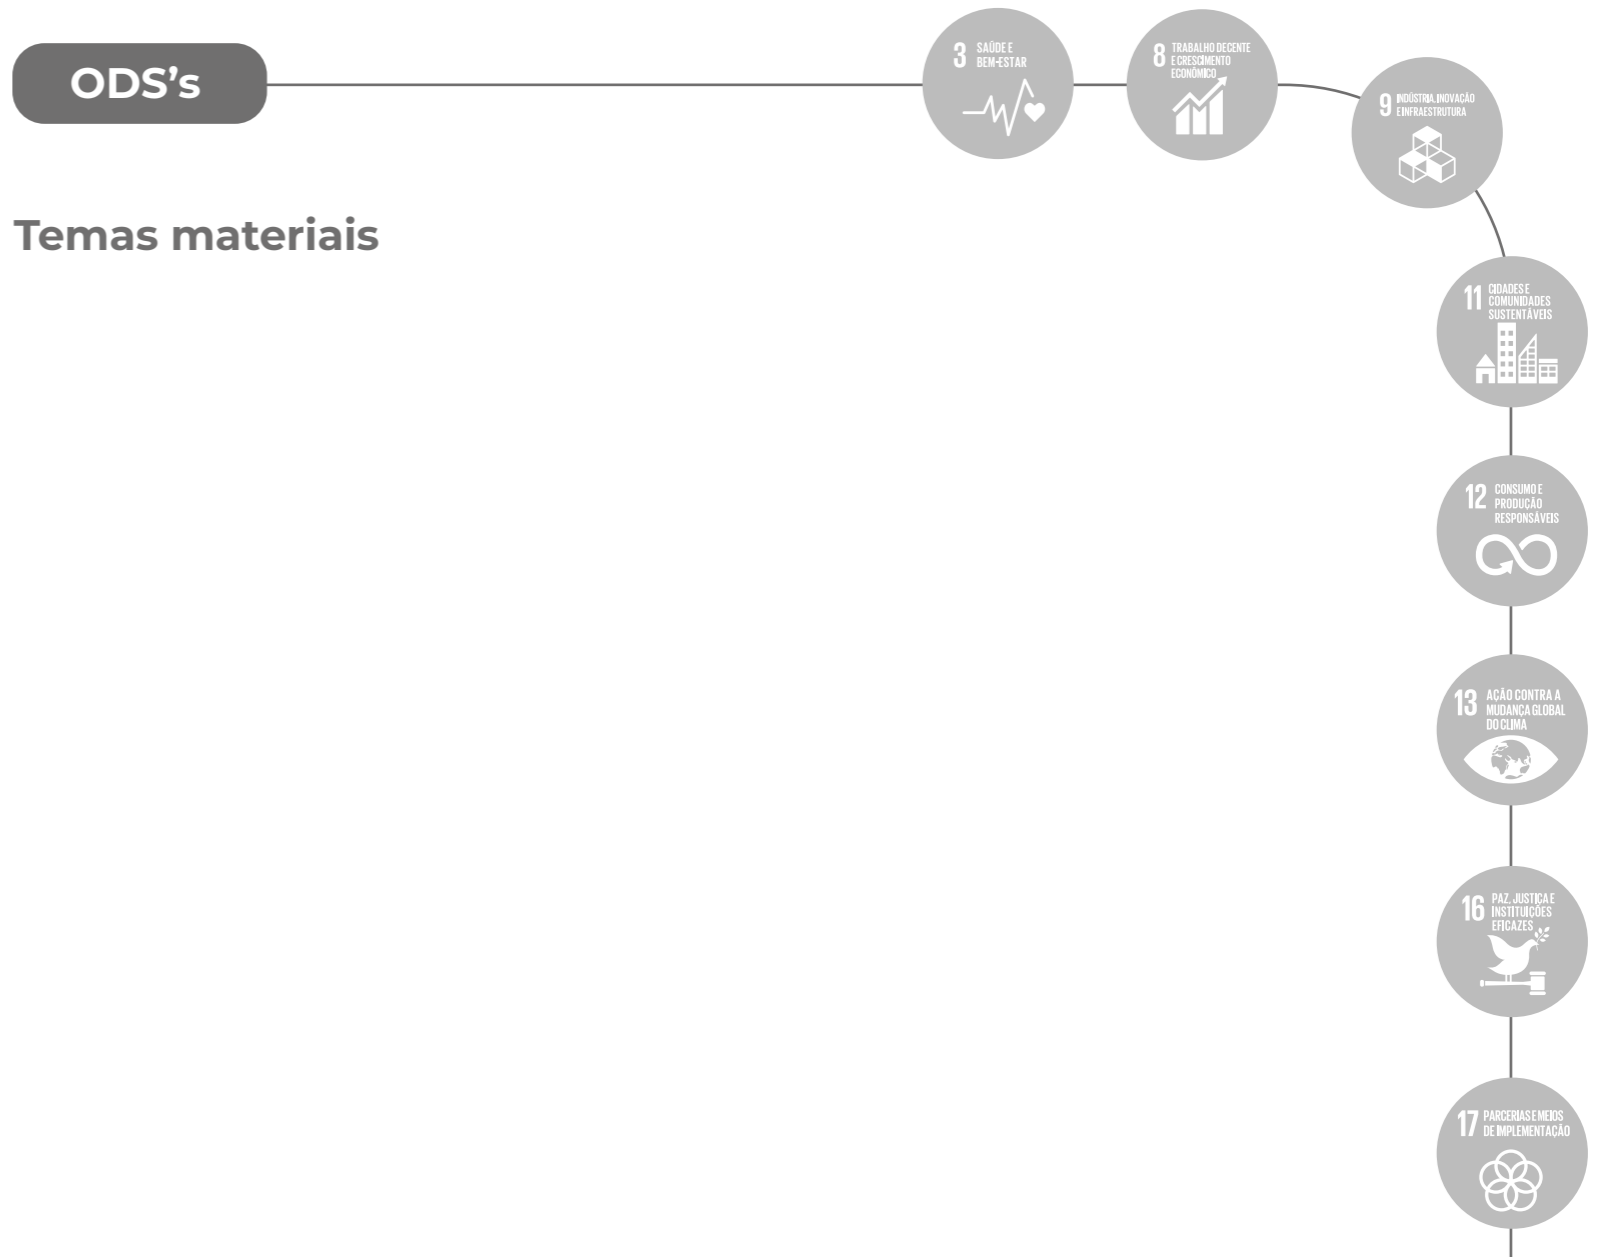 ODS's
3 SAÚDE E
BEM-ESTAR
8 TRABALHO DECENTE
E CRESCIMENTO
ECONÔMICO
9 INDÚSTRIA, INOVAÇÃO
E INFRAESTRUTURA
Temas materiais
11 CIDADES E
COMUNIDADES
SUSTENTÁVEIS
12 CONSUMO E
PRODUÇÃO
RESPONSÁVEIS
13 AÇÃO CONTRA A
MUDANÇA GLOBAL
DO CLIMA
16 PAZ, JUSTIÇA E
INSTITUIÇÕES
EFICAZES
17 PARCERIAS E MEIOS
DE IMPLEMENTAÇÃO